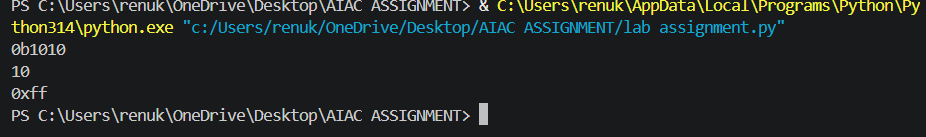 PS C:\Users\renuk\OneDrive\Desktop\AIAC ASSIGNMENT> & C:\Users\renuk\AppData\Local\Programs\Python\Py
thon314\python.exe "c:/Users/renuk/OneDrive/Desktop/AIAC ASSIGNMENT/lab assignment.py"
0b1010
10
0xff
PS C:\Users\renuk\OneDrive\Desktop\AIAC ASSIGNMENT>